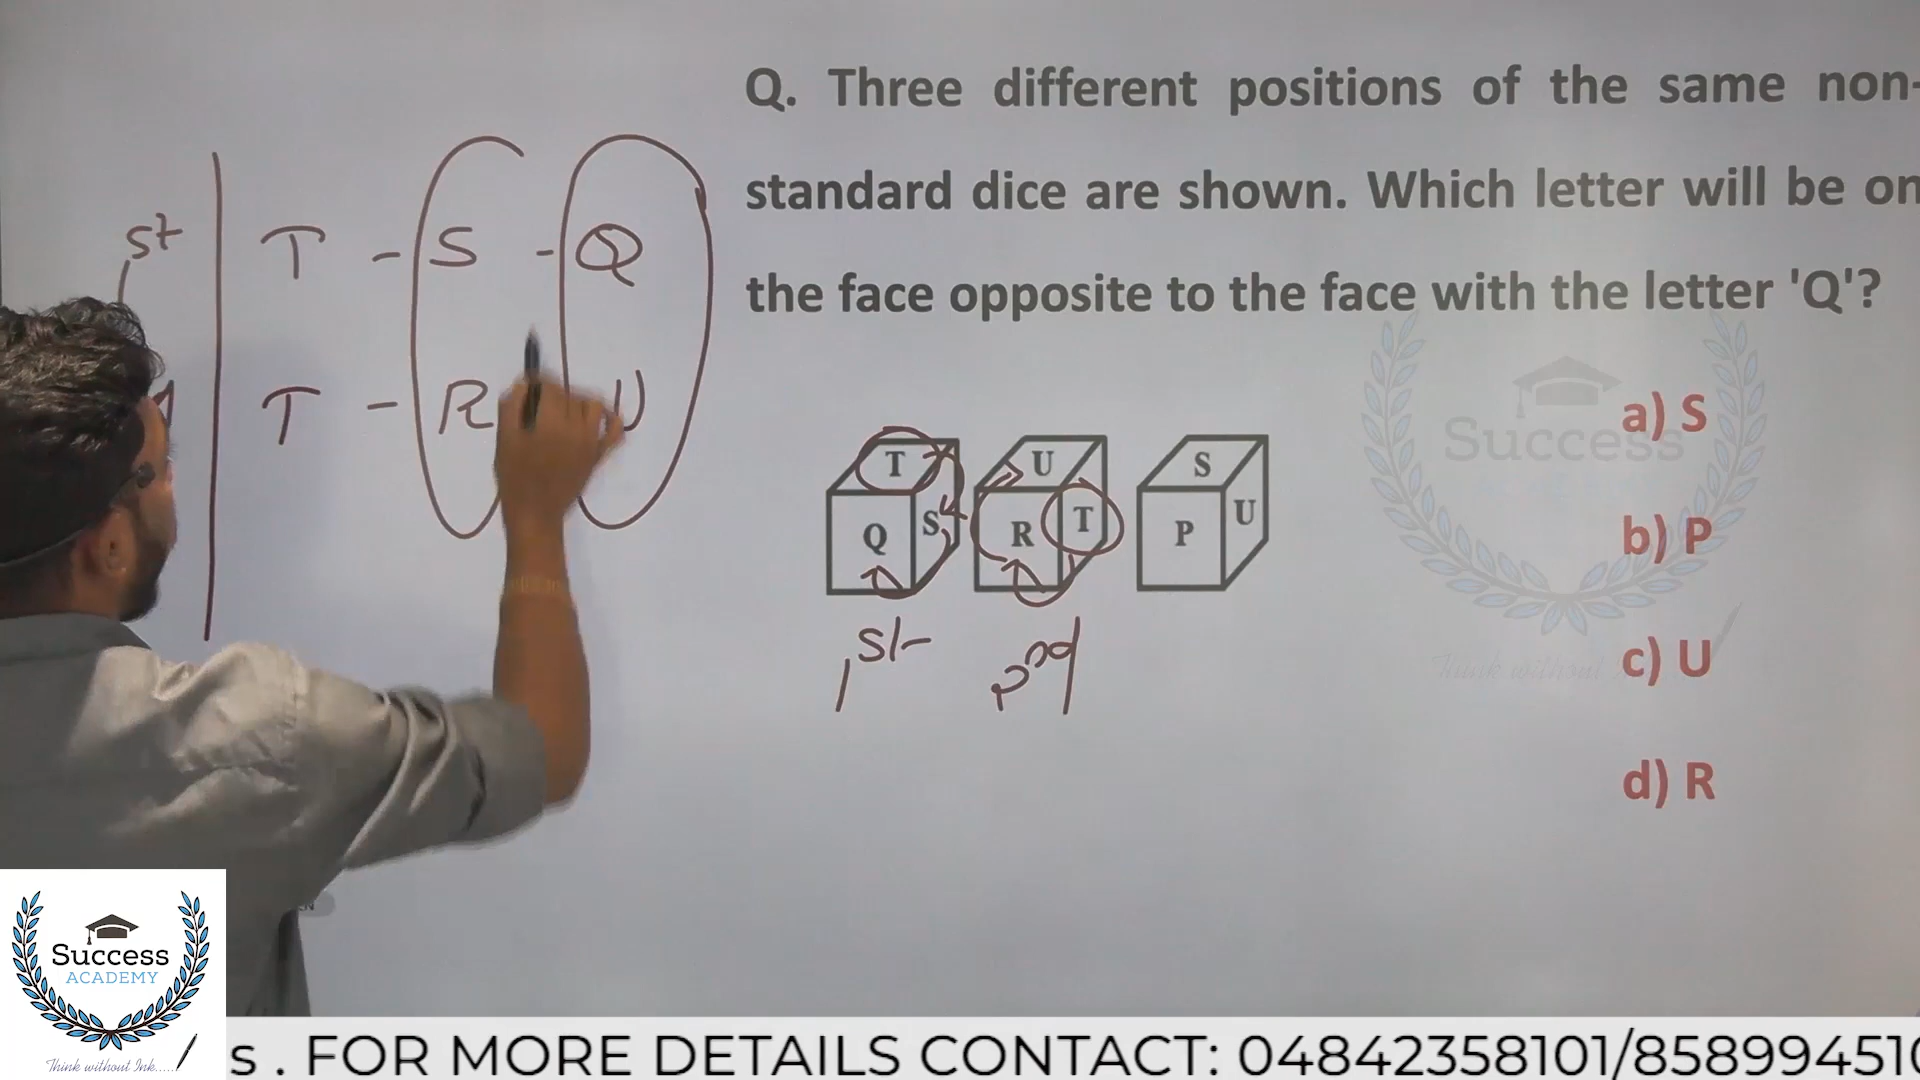 Q. Three different positions of the same non-
standard dice are shown. Which letter will be on
the face opposite to the face with the letter 'Q'?
st T - S - Q
T - R U
T Q S
U R T
S P U
1st 2nd
a) S
b) P
c) U
d) R
Success
Think without
Success
ACADEMY
Think without Ink.....
s . FOR MORE DETAILS CONTACT: 04842358101/858994510